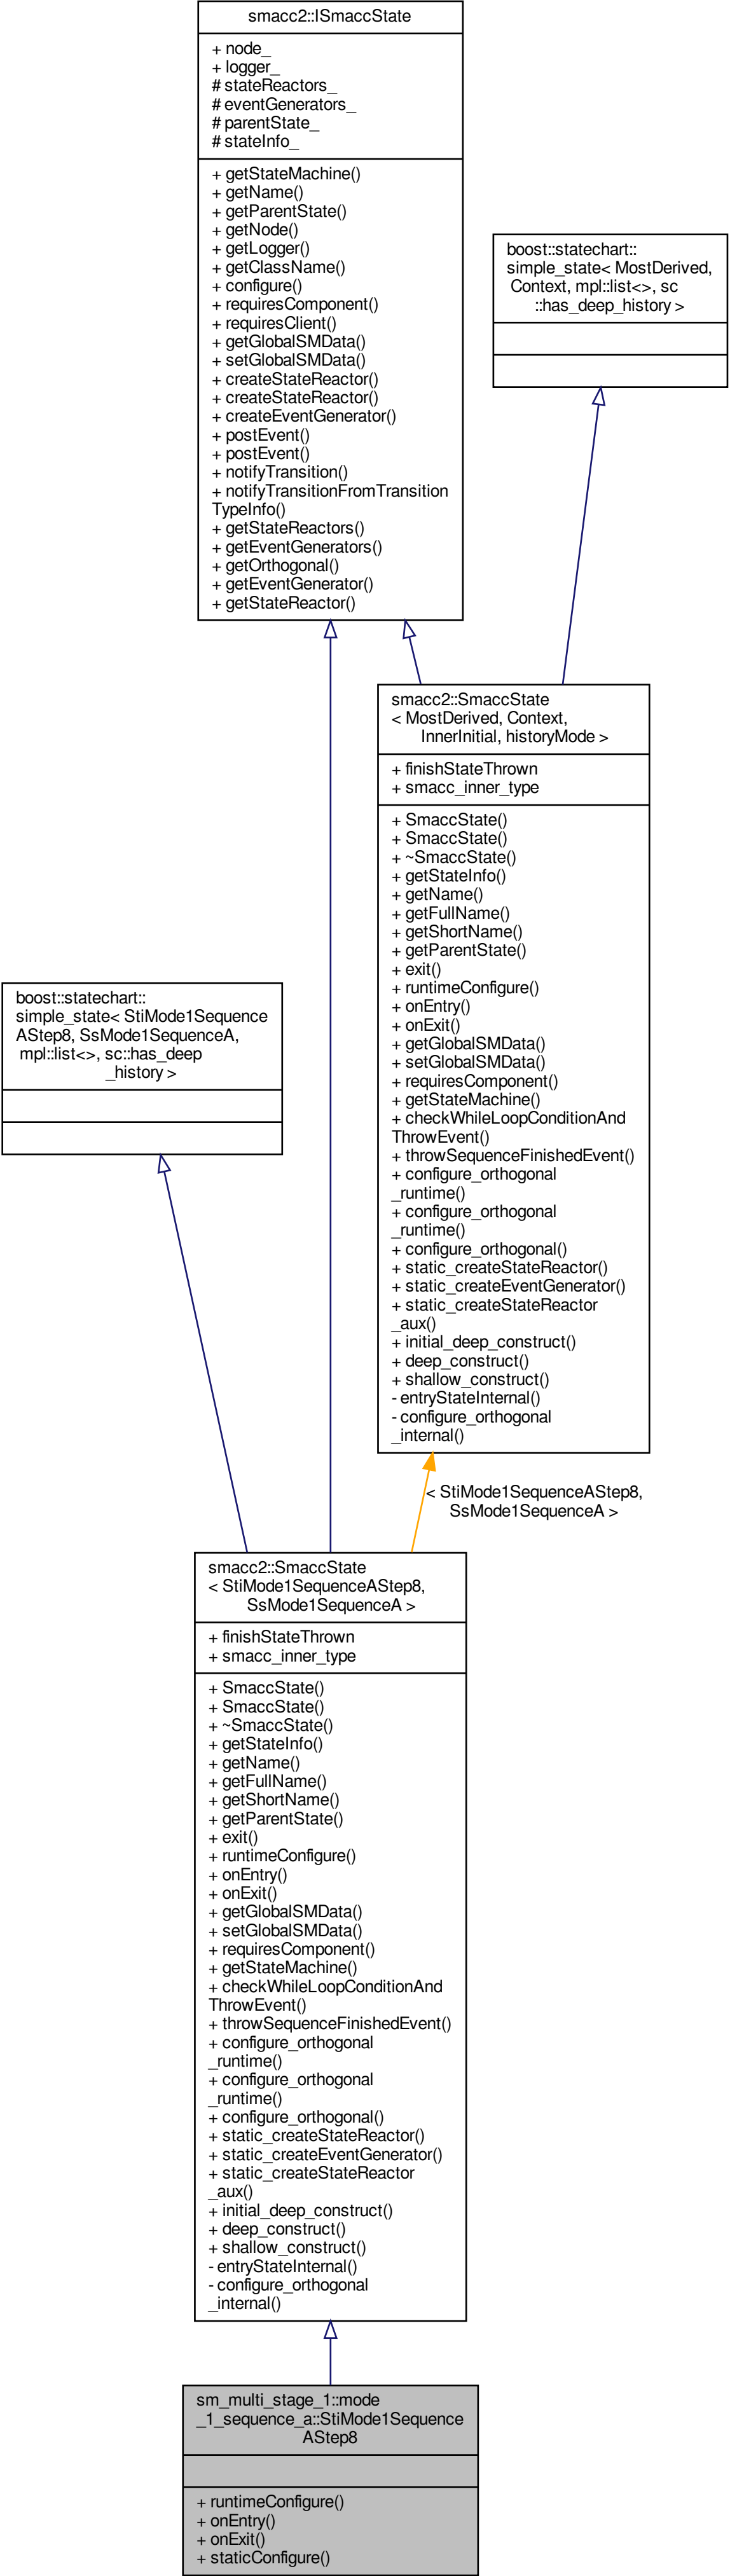 smacc2::ISmaccState
+ node_
+ logger_
# stateReactors_
# eventGenerators_
# parentState_
# stateInfo_
+ getStateMachine()
+ getName()
+ getParentState()
+ getNode()
+ getLogger()
+ getClassName()
+ configure()
+ requiresComponent()
+ requiresClient()
+ getGlobalSMData()
+ setGlobalSMData()
+ createStateReactor()
+ createStateReactor()
+ createEventGenerator()
+ postEvent()
+ postEvent()
+ notifyTransition()
+ notifyTransitionFromTransition
TypeInfo()
+ getStateReactors()
+ getEventGenerators()
+ getOrthogonal()
+ getEventGenerator()
+ getStateReactor()
boost::statechart::
simple_state< MostDerived,
Context, mpl::list<>, sc
::has_deep_history >
smacc2::SmaccState
< MostDerived, Context,
InnerInitial, historyMode >
+ finishStateThrown
+ smacc_inner_type
+ SmaccState()
+ SmaccState()
+ ~SmaccState()
+ getStateInfo()
+ getName()
+ getFullName()
+ getShortName()
+ getParentState()
+ exit()
+ runtimeConfigure()
+ onEntry()
+ onExit()
+ getGlobalSMData()
+ setGlobalSMData()
+ requiresComponent()
+ getStateMachine()
+ checkWhileLoopConditionAnd
ThrowEvent()
+ throwSequenceFinishedEvent()
+ configure_orthogonal
_runtime()
+ configure_orthogonal
_runtime()
+ configure_orthogonal()
+ static_createStateReactor()
+ static_createEventGenerator()
+ static_createStateReactor
_aux()
+ initial_deep_construct()
+ deep_construct()
+ shallow_construct()
- entryStateInternal()
- configure_orthogonal
_internal()
boost::statechart::
simple_state< StiMode1Sequence
AStep8, SsMode1SequenceA,
mpl::list<>, sc::has_deep
_history >
< StiMode1SequenceAStep8,
SsMode1SequenceA >
smacc2::SmaccState
< StiMode1SequenceAStep8,
SsMode1SequenceA >
+ finishStateThrown
+ smacc_inner_type
+ SmaccState()
+ SmaccState()
+ ~SmaccState()
+ getStateInfo()
+ getName()
+ getFullName()
+ getShortName()
+ getParentState()
+ exit()
+ runtimeConfigure()
+ onEntry()
+ onExit()
+ getGlobalSMData()
+ setGlobalSMData()
+ requiresComponent()
+ getStateMachine()
+ checkWhileLoopConditionAnd
ThrowEvent()
+ throwSequenceFinishedEvent()
+ configure_orthogonal
_runtime()
+ configure_orthogonal
_runtime()
+ configure_orthogonal()
+ static_createStateReactor()
+ static_createEventGenerator()
+ static_createStateReactor
_aux()
+ initial_deep_construct()
+ deep_construct()
+ shallow_construct()
- entryStateInternal()
- configure_orthogonal
_internal()
sm_multi_stage_1::mode
_1_sequence_a::StiMode1Sequence
AStep8
+ runtimeConfigure()
+ onEntry()
+ onExit()
+ staticConfigure()